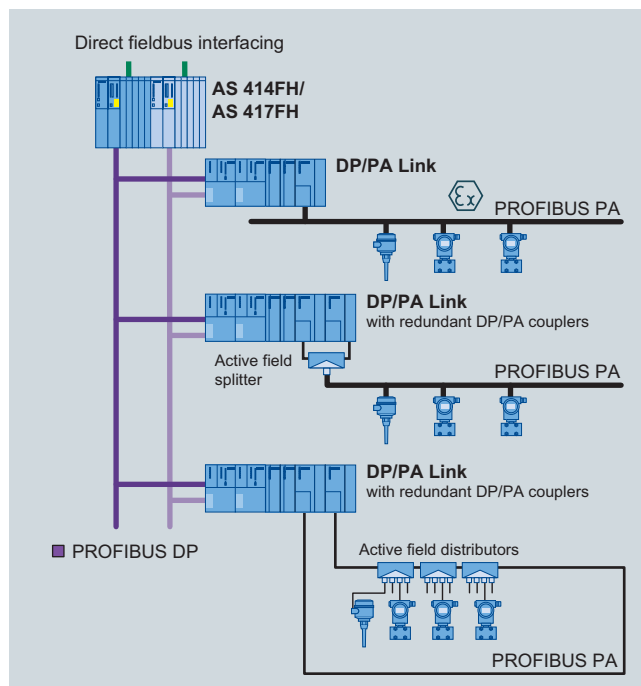 Direct fieldbus interfacing
AS 414FH/
AS 417FH
DP/PA Link
Ex
PROFIBUS PA
DP/PA Link
with redundant DP/PA couplers
Active field
splitter
PROFIBUS PA
DP/PA Link
with redundant DP/PA couplers
PROFIBUS DP
Active field distributors
PROFIBUS PA